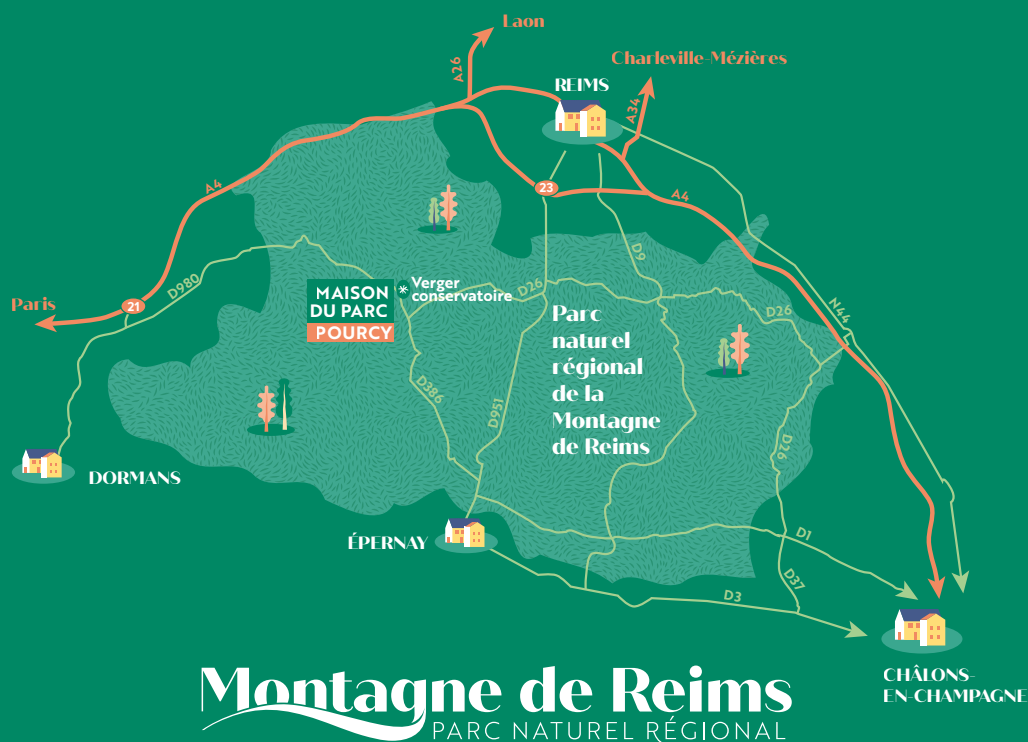 Laon
Charleville-Mézières
A26
REIMS
A34
A4
23
A4
D9
D980
MAISON
DU PARC
POURCY
* Verger
conservatoire
D26
Parc
naturel
régional
de la
Montagne
de Reims
D26
N44
Paris
21
D386
D951
D26
DORMANS
ÉPERNAY
D1
D37
D3
CHÂLONS-
EN-CHAMPAGNE
Montagne de Reims
PARC NATUREL RÉGIONAL